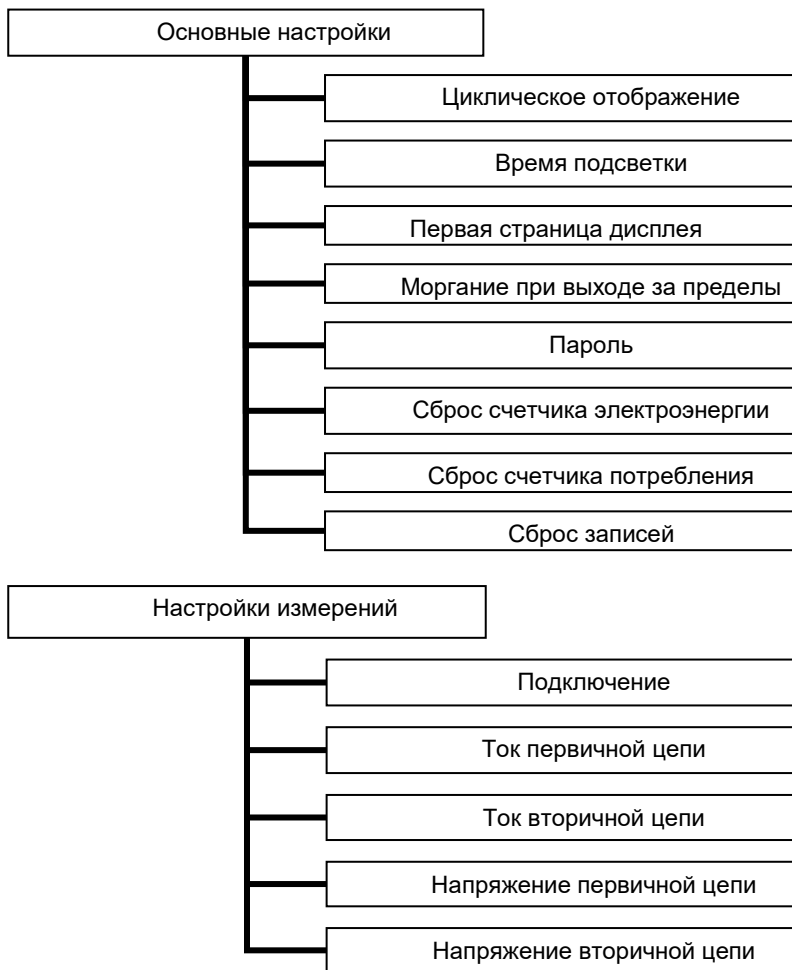 Основные настройки
Циклическое отображение
Время подсветки
Первая страница дисплея
Моргание при выходе за пределы
Пароль
Сброс счетчика электроэнергии
Сброс счетчика потребления
Сброс записей
Настройки измерений
Подключение
Ток первичной цепи
Ток вторичной цепи
Напряжение первичной цепи
Напряжение вторичной цепи